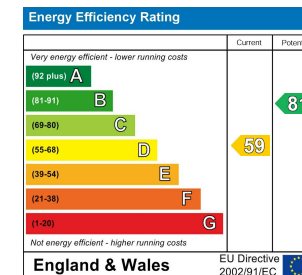 Energy Efficiency Rating
Current
Very energy efficient - lower running costs
(92 plus) A
(81-91) B
81
(69-80) C
(55-68) D 59
(39-54) E
(21-38) F
(1-20) G
Not energy efficient - higher running costs
England & Wales
EU Directive
2002/91/EC